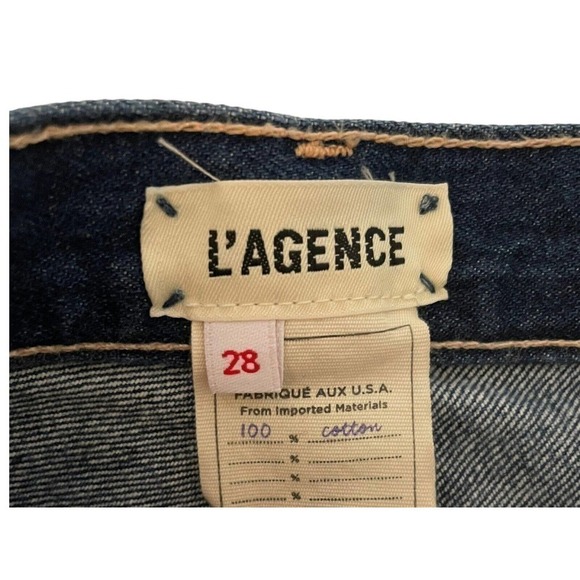 L'AGENCE
28
FABRIQUÉ AUX U.S.A.
From Imported Materials
100 % cotton
%
%
%